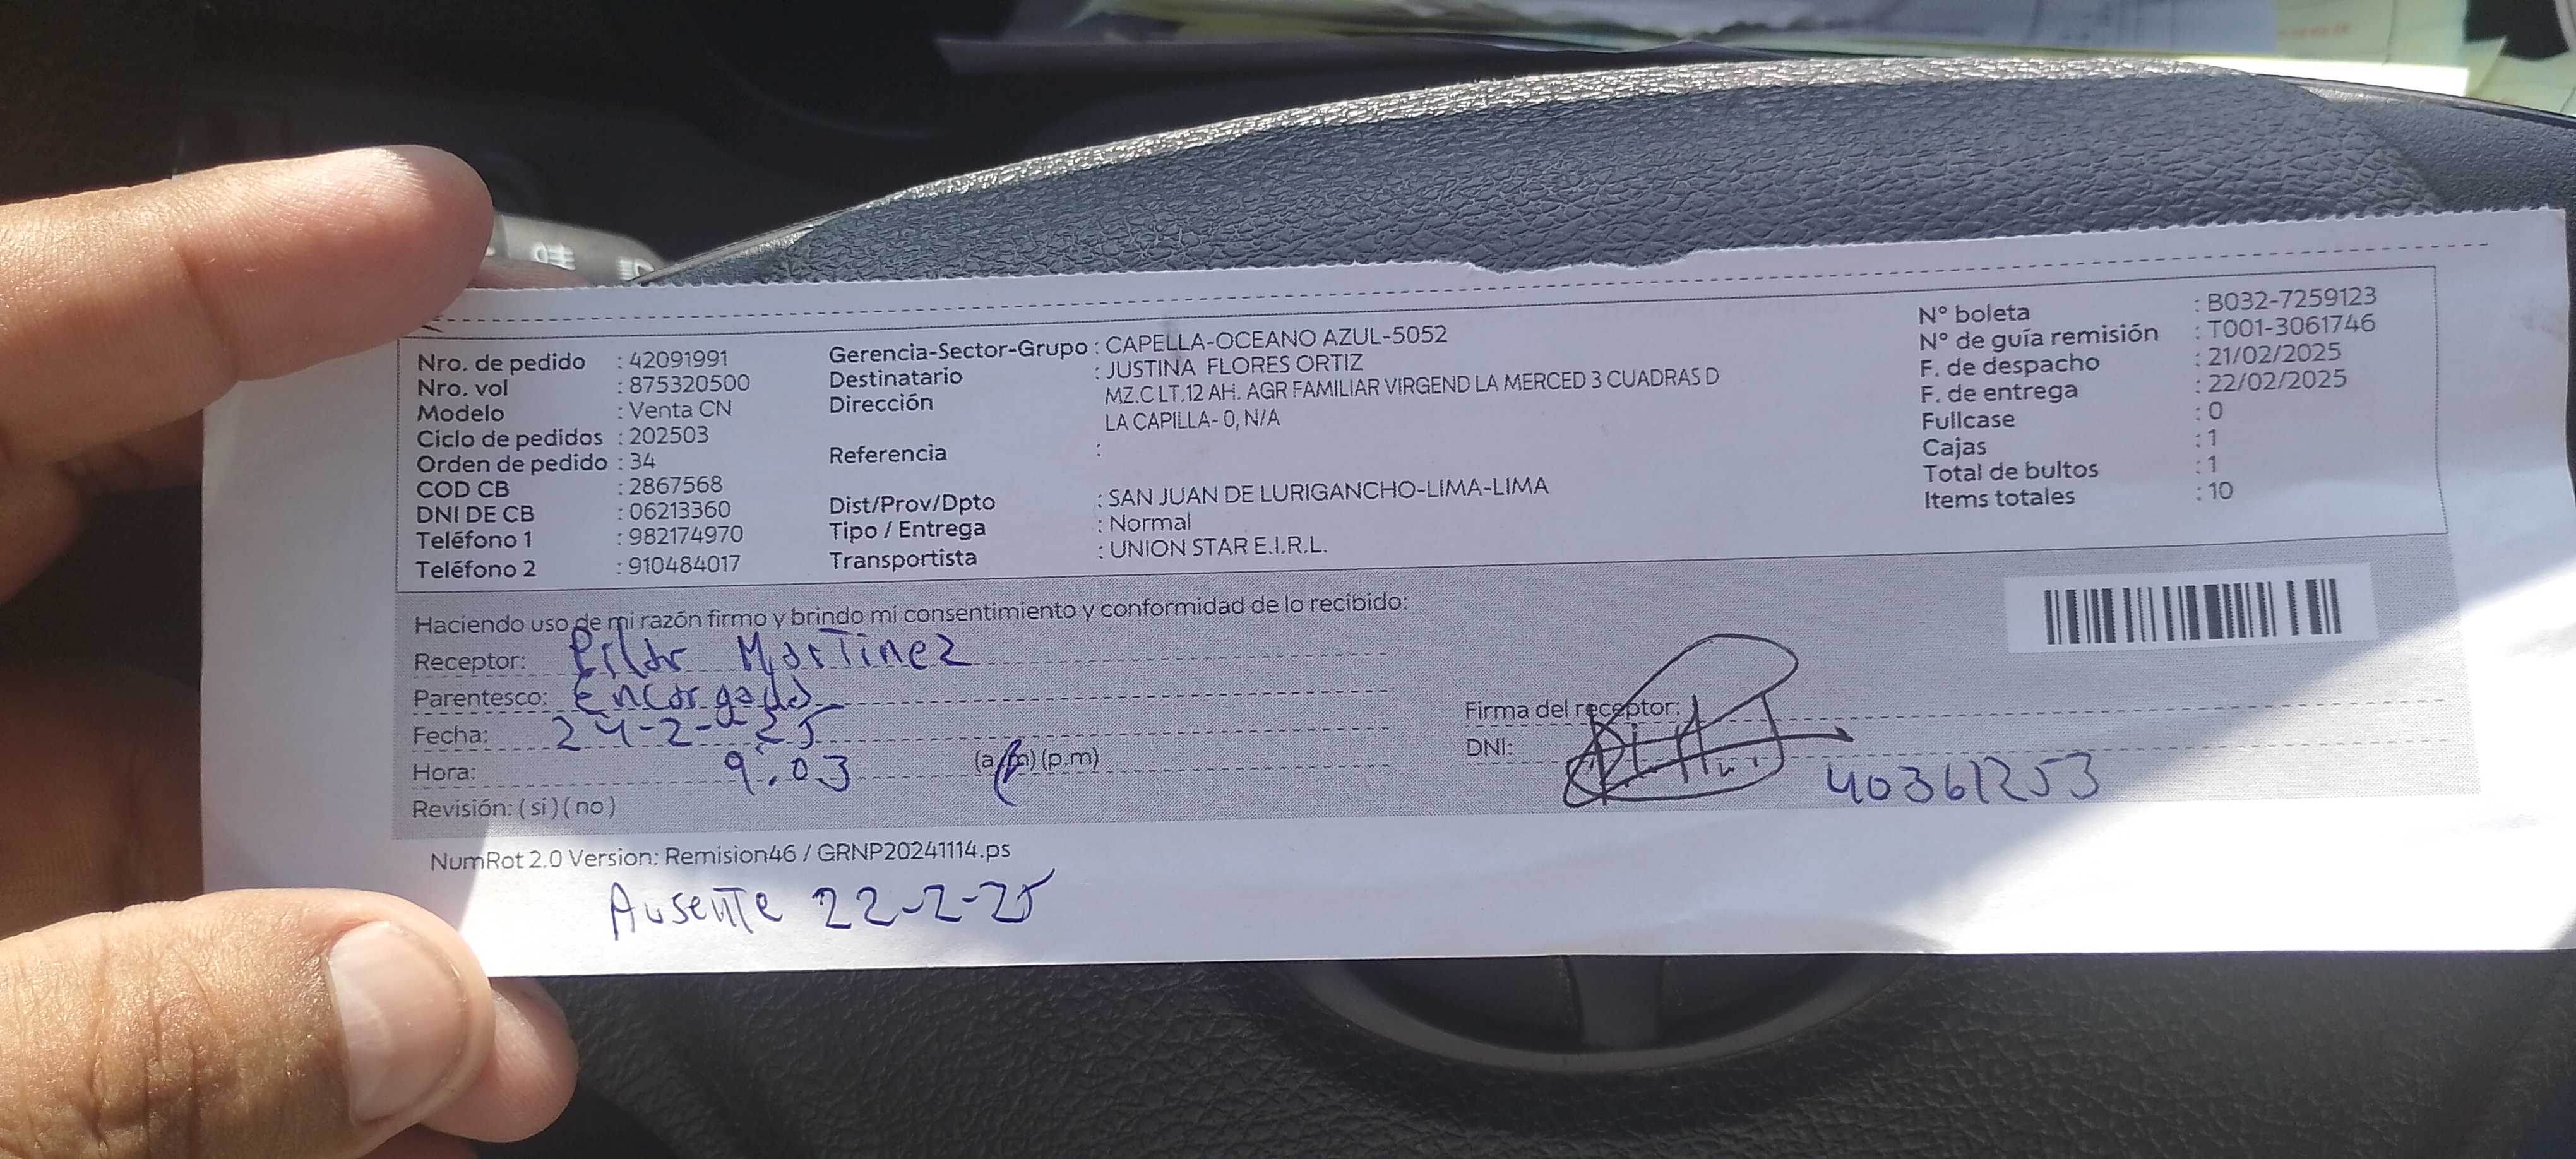 Nro. de pedido : 42091991
Nro. vol : 875320500
Modelo : Venta CN
Ciclo de pedidos : 202503
Orden de pedido : 34
COD CB : 2867568
DNI DE CB : 06213360
Teléfono 1 : 982174970
Teléfono 2 : 910484017
Gerencia-Sector-Grupo : CAPELLA-OCEANO AZUL-5052
Destinatario : JUSTINA FLORES ORTIZ
Dirección MZ.C LT.12 AH. AGR FAMILIAR VIRGEND LA MERCED 3 CUADRAS D
LA CAPILLA- 0, N/A
Referencia :
Dist/Prov/Dpto : SAN JUAN DE LURIGANCHO-LIMA-LIMA
Tipo / Entrega : Normal
Transportista : UNION STAR E.I.R.L.
N° boleta : B032-7259123
N° de guía remisión : T001-3061746
F. de despacho : 21/02/2025
F. de entrega : 22/02/2025
Fullcase : 0
Cajas : 1
Total de bultos : 1
Items totales : 10
Haciendo uso de mi razón firmo y brindo mi consentimiento y conformidad de lo recibido:
Receptor: Pilar Martinez
Parentesco: Encargado
Fecha: 24-2-25
Hora: 9:03 (a.m) (p.m)
Revisión: (si) (no)
Firma del receptor:
DNI: 40361253
NumRot 2.0 Version: Remision46 / GRNP20241114.ps
Ausente 22-2-25